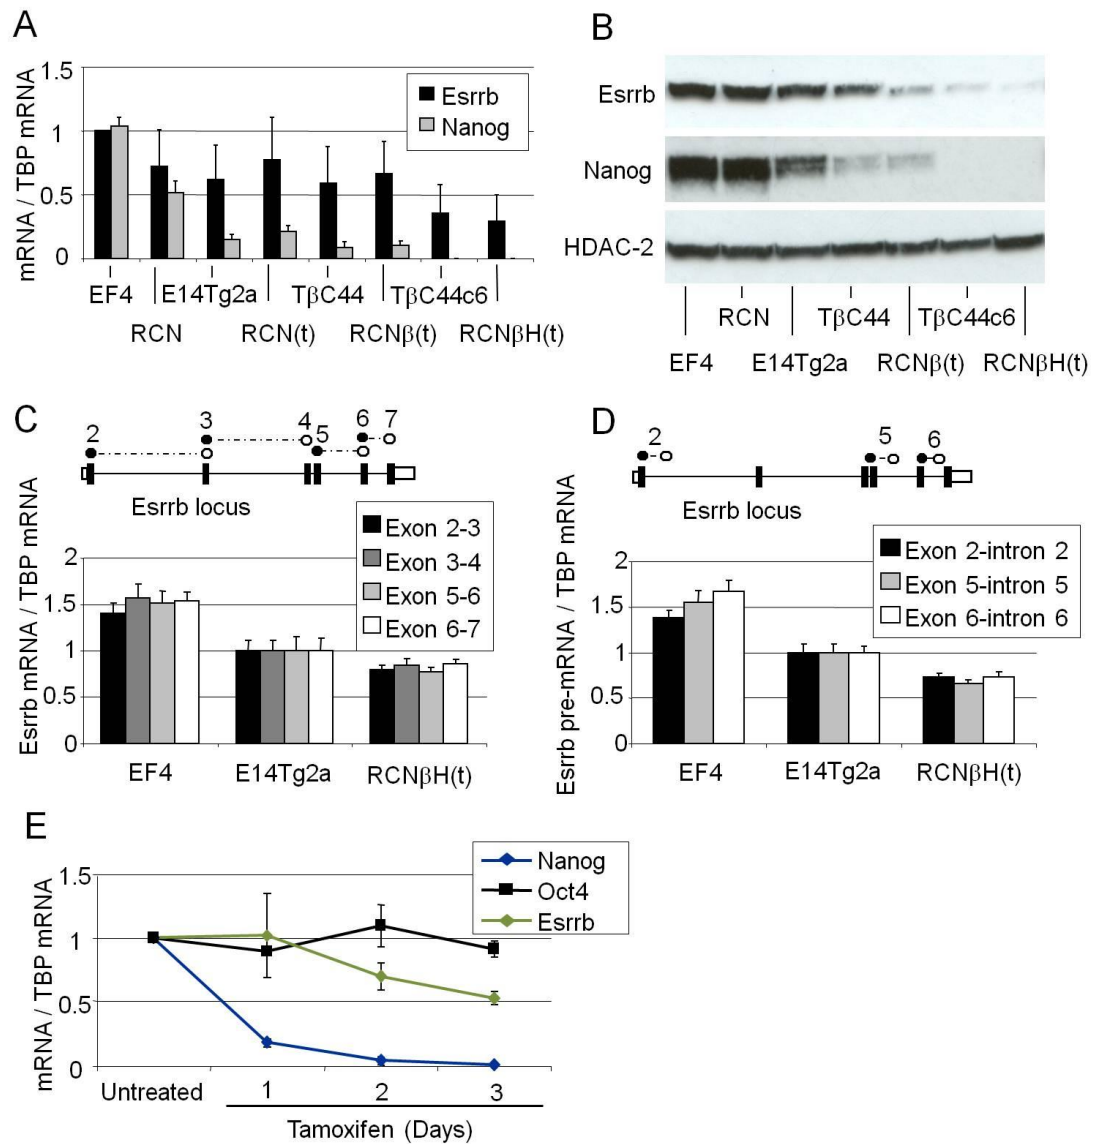 A
mRNA / TBP mRNA
1.5
1
0.5
0
Esrrb
Nanog
EF4
E14Tg2a
TβC44
TβC44c6
RCN
RCN(t)
RCNβ(t)
RCNβH(t)
B
Esrrb
Nanog
HDAC-2
RCN
TβC44
TβC44c6
EF4
E14Tg2a
RCNβ(t)
RCNβH(t)
C
2
3
4
5
6
7
Esrrb locus
Esrrb mRNA / TBP mRNA
2
1.5
1
0.5
0
Exon 2-3
Exon 3-4
Exon 5-6
Exon 6-7
EF4
E14Tg2a
RCNβH(t)
D
2
5
6
Esrrb locus
Esrrb pre-mRNA / TBP mRNA
2
1.5
1
0.5
0
Exon 2-intron 2
Exon 5-intron 5
Exon 6-intron 6
EF4
E14Tg2a
RCNβH(t)
E
mRNA / TBP mRNA
1.5
1
0.5
0
Nanog
Oct4
Esrrb
Untreated
1
2
3
Tamoxifen (Days)